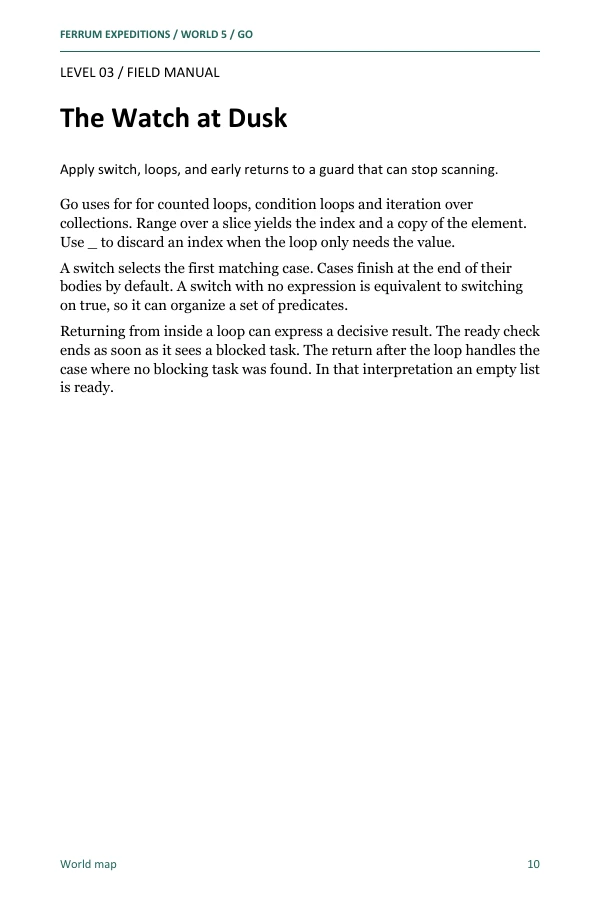 FERRUM EXPEDITIONS / WORLD 5 / GO
LEVEL 03 / FIELD MANUAL
The Watch at Dusk
Apply switch, loops, and early returns to a guard that can stop scanning.
Go uses for for counted loops, condition loops and iteration over
collections. Range over a slice yields the index and a copy of the element.
Use _ to discard an index when the loop only needs the value.
A switch selects the first matching case. Cases finish at the end of their
bodies by default. A switch with no expression is equivalent to switching
on true, so it can organize a set of predicates.
Returning from inside a loop can express a decisive result. The ready check
ends as soon as it sees a blocked task. The return after the loop handles the
case where no blocking task was found. In that interpretation an empty list
is ready.
World map
10